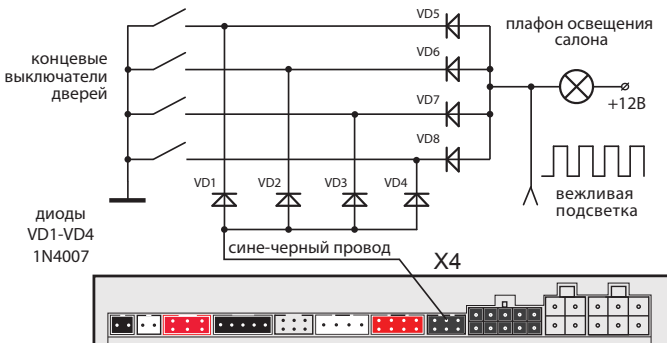 VD5
плафон освещения
салона
концевые
выключатели
дверей
VD6
VD7
+12В
VD8
VD1
VD2
VD3
VD4
вежливая
подсветка
диоды
VD1-VD4
1N4007
сине-черный провод
X4